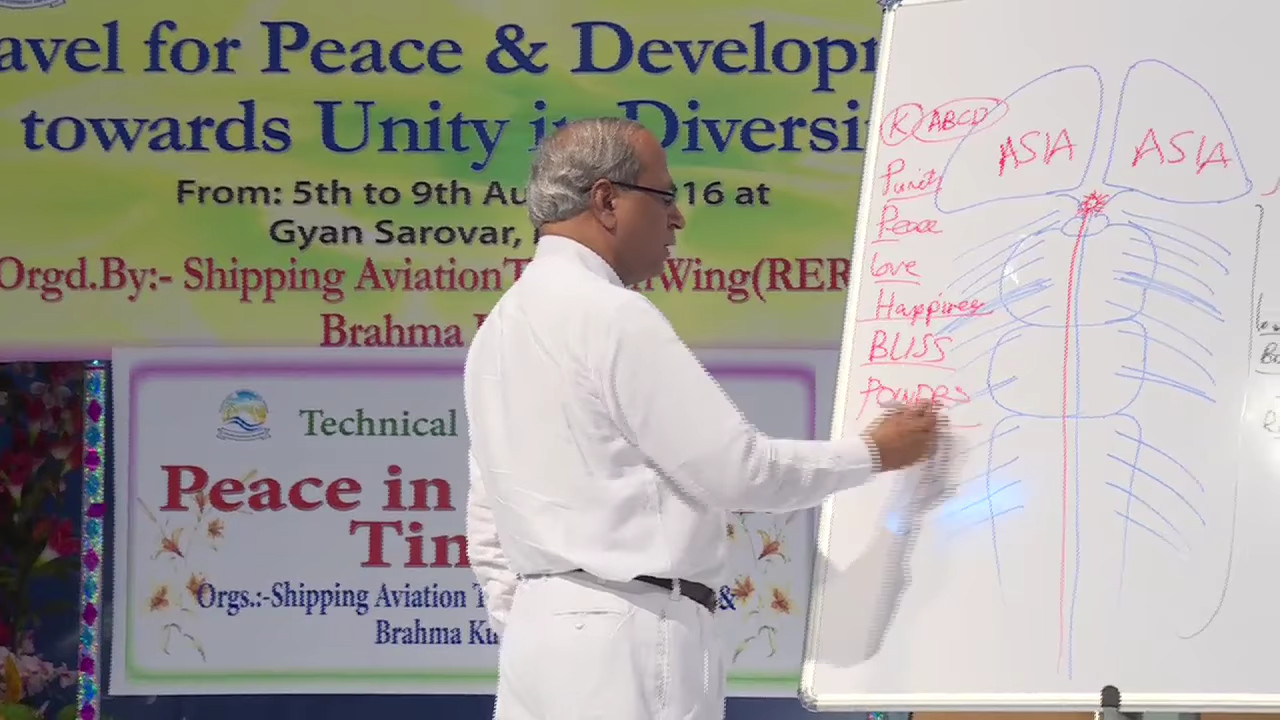 avel for Peace & Develop
towards Unity in Diversi
From: 5th to 9th Au 16 at
Gyan Sarovar,
Orgd.By:- Shipping Aviation Wing(RER
Brahma
Technical
Peace in
Tim
Orgs.:-Shipping Aviation T &
Brahma Ku
K ABCD
Purity
Peace
Love
Happiness
BLISS
ASIA ASIA